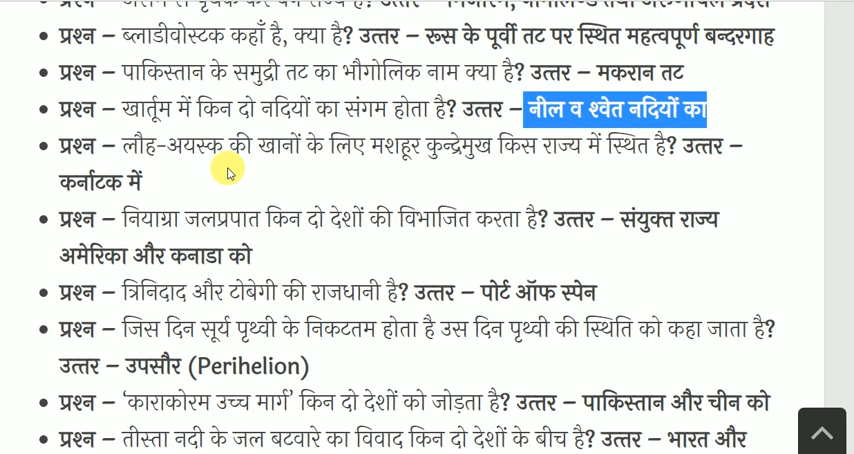 प्रश्न – ब्लाडीवोस्टक कहाँ है, क्या है? उत्तर – रूस के पूर्वी तट पर स्थित महत्वपूर्ण बन्दरगाह
प्रश्न – पाकिस्तान के समुद्री तट का भौगोलिक नाम क्या है? उत्तर – मकरान तट
प्रश्न – खार्तूम में किन दो नदियों का संगम होता है? उत्तर – नील व श्वेत नदियों का
प्रश्न – लौह-अयस्क की खानों के लिए मशहूर कुन्द्रेमुख किस राज्य में स्थित है? उत्तर –
कर्नाटक में
प्रश्न – नियाग्रा जलप्रपात किन दो देशों की विभाजित करता है? उत्तर – संयुक्त राज्य
अमेरिका और कनाडा को
प्रश्न – त्रिनिदाद और टोबेगी की राजधानी है? उत्तर – पोर्ट ऑफ स्पेन
प्रश्न – जिस दिन सूर्य पृथ्वी के निकटतम होता है उस दिन पृथ्वी की स्थिति को कहा जाता है?
उत्तर – उपसौर (Perihelion)
प्रश्न – ‘काराकोरम उच्च मार्ग’ किन दो देशों को जोड़ता है? उत्तर – पाकिस्तान और चीन को
प्रश्न – तीस्ता नदी के जल बटवारे का विवाद किन दो देशों के बीच है? उत्तर – भारत और